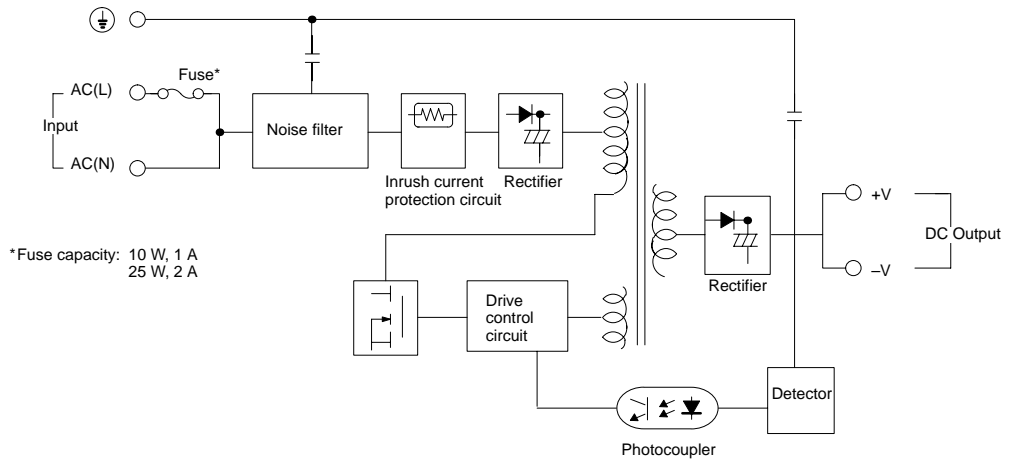 Fuse*
AC(L)
Input
AC(N)
Noise filter
Inrush current
protection circuit
Rectifier
+V
DC Output
–V
Rectifier
*Fuse capacity: 10 W, 1 A
25 W, 2 A
Drive
control
circuit
Detector
Photocoupler